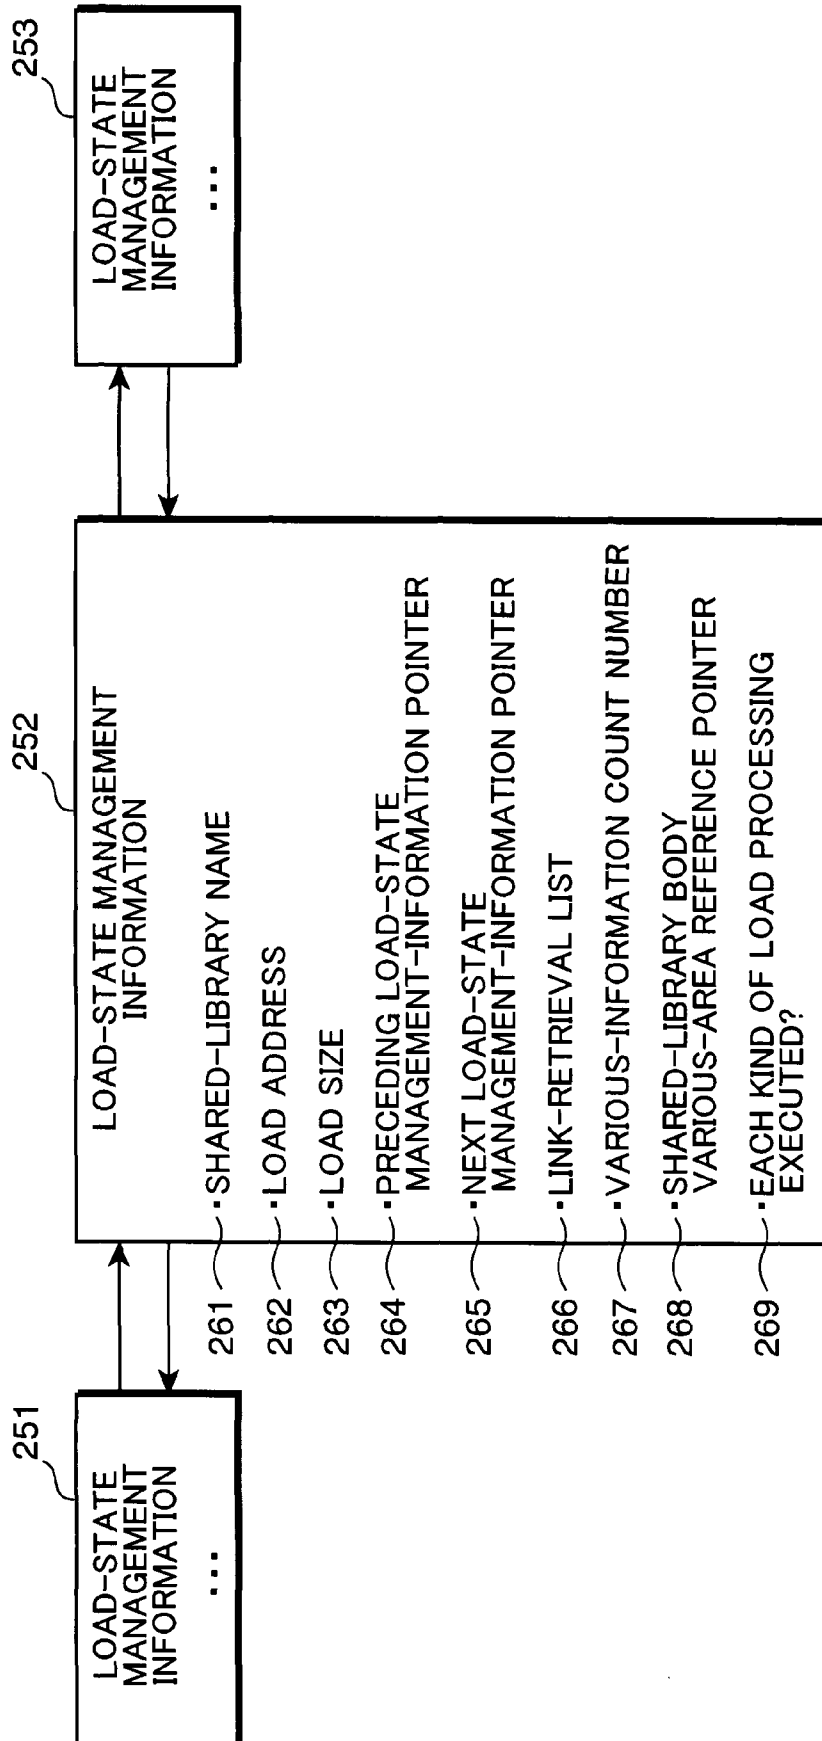 251
LOAD-STATE
MANAGEMENT
INFORMATION
...
252
LOAD-STATE MANAGEMENT
INFORMATION
261 ·SHARED-LIBRARY NAME
262 ·LOAD ADDRESS
263 ·LOAD SIZE
264 ·PRECEDING LOAD-STATE
MANAGEMENT-INFORMATION POINTER
265 ·NEXT LOAD-STATE
MANAGEMENT-INFORMATION POINTER
266 ·LINK-RETRIEVAL LIST
267 ·VARIOUS-INFORMATION COUNT NUMBER
268 ·SHARED-LIBRARY BODY
VARIOUS-AREA REFERENCE POINTER
269 ·EACH KIND OF LOAD PROCESSING
EXECUTED?
253
LOAD-STATE
MANAGEMENT
INFORMATION
...